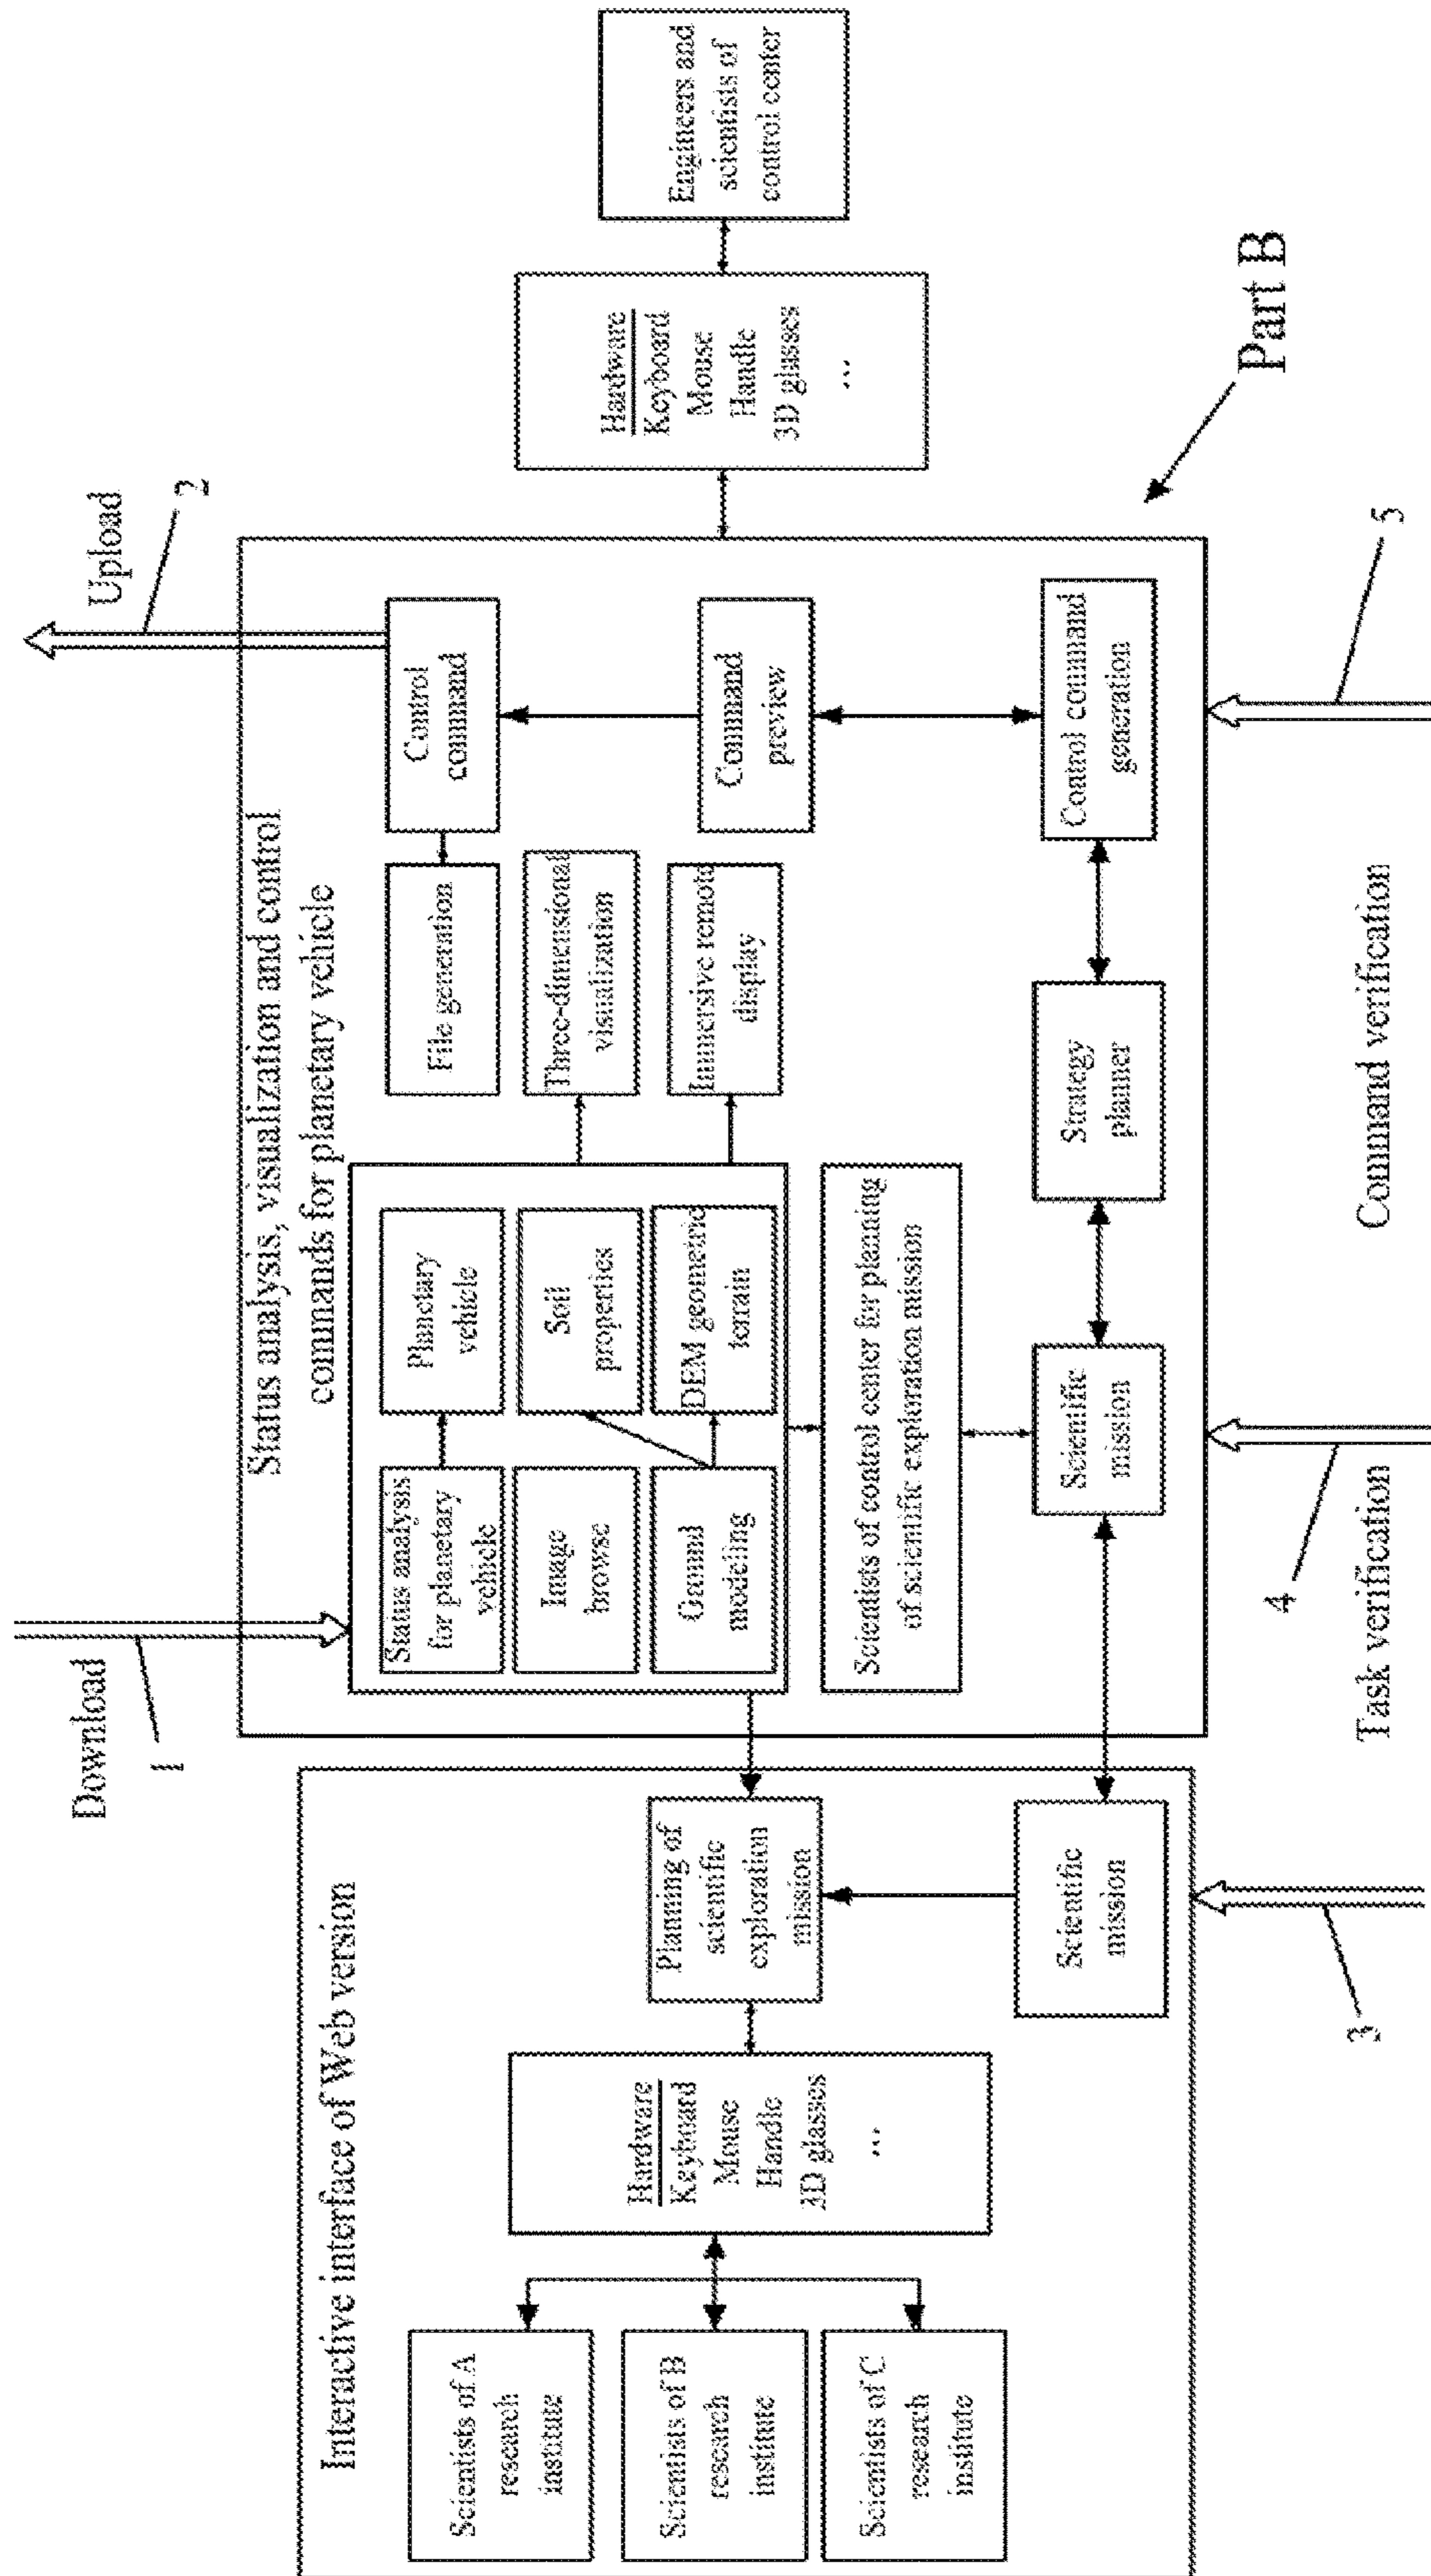 Download
1
Upload
2
Interactive interface of Web version
Scientists of A
research
institute
Scientists of B
research
institute
Scientists of C
research
institute
Hardware
Keyboard
Mouse
Handle
3D glasses
...
Planning of
scientific
exploration
mission
Scientific
mission
3
Status analysis, visualization and control
commands for planetary vehicle
Status analysis
for planetary
vehicle
Planetary
vehicle
Image
browse
Soil
properties
Gound
modeling
DEM geometric
terrain
File generation
Three-dimensional
visualization
Immersive remote
display
Control
command
Command
preview
Control command
generation
Scientists of control center for planning
of scientific exploration mission
Scientific
mission
Strategy
planner
Hardware
Keyboard
Mouse
Handle
3D glasses
...
Engineers and
scientists of
control center
Part B
4
Task verification
Command verification
5